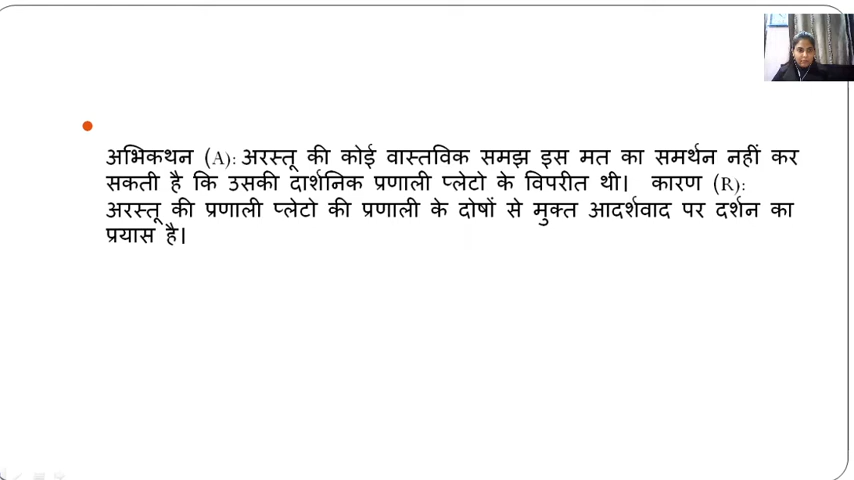 अभिकथन (A): अरस्तू की कोई वास्तविक समझ इस मत का समर्थन नहीं कर
सकती है कि उसकी दार्शनिक प्रणाली प्लेटो के विपरीत थी। कारण (R):
अरस्तू की प्रणाली प्लेटो की प्रणाली के दोषों से मुक्त आदर्शवाद पर दर्शन का
प्रयास है।